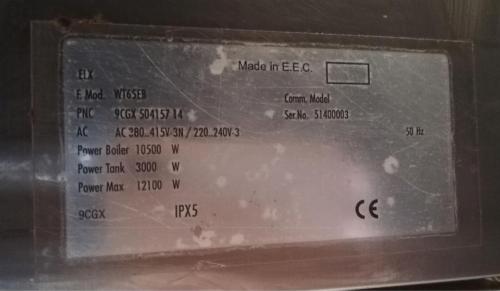 Made in E.E.C.
ELX
F. Mod. WT65EB
Comm. Model
PNC 9CGX 504157 14
Ser.No. 51400003
AC AC 380..415V-3N / 220..240V-3 50 Hz
Power Boiler 10500 W
Power Tank 3000 W
Power Max 12100 W
9CGX IPX5 CE